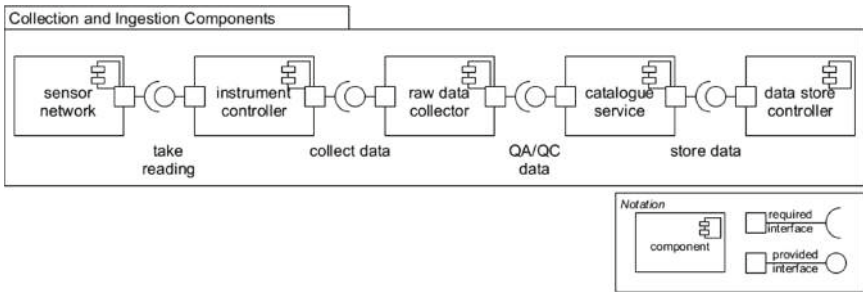 Collection and Ingestion Components
sensor
network
instrument
controller
raw data
collector
catalogue
service
data store
controller
take
reading
collect data
QA/QC
data
store data
Notation
component
required
interface
provided
interface